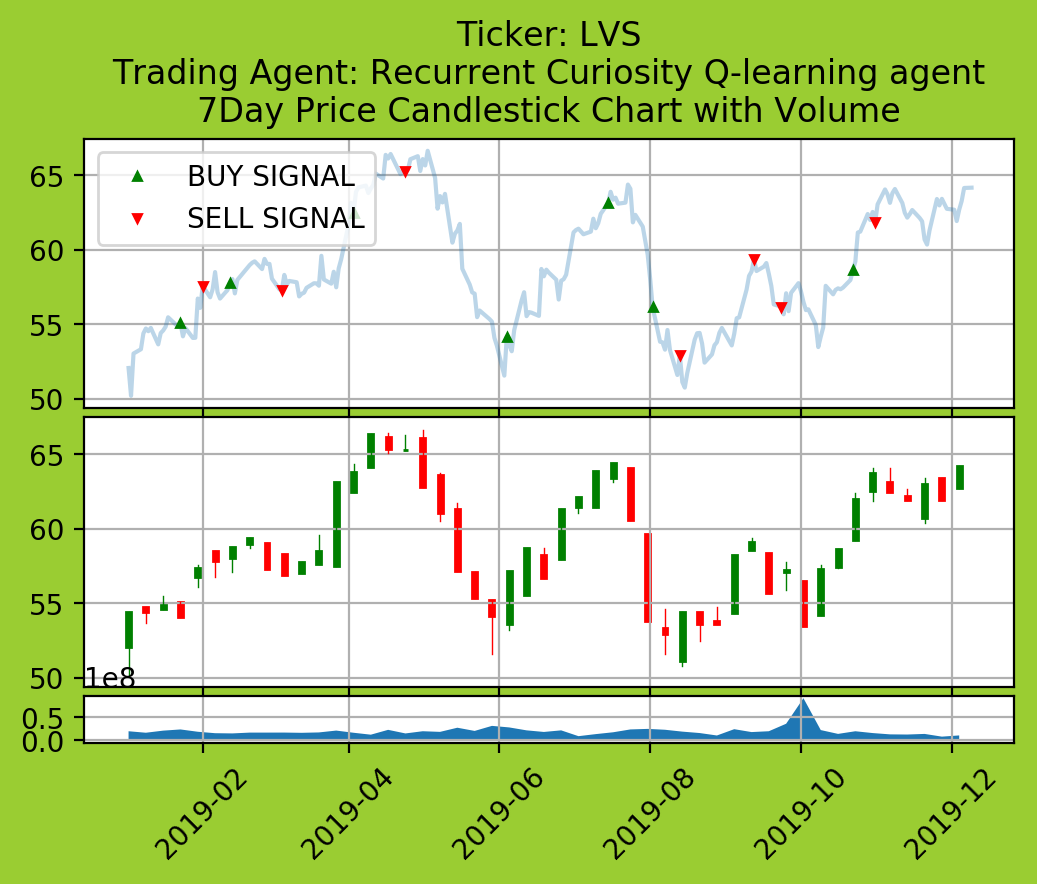 Ticker: LVS
Trading Agent: Recurrent Curiosity Q-learning agent
7Day Price Candlestick Chart with Volume
BUY SIGNAL
SELL SIGNAL
65
60
55
50
65
60
55
50
1e8
0.5
0.0
2019-02
2019-04
2019-06
2019-08
2019-10
2019-12